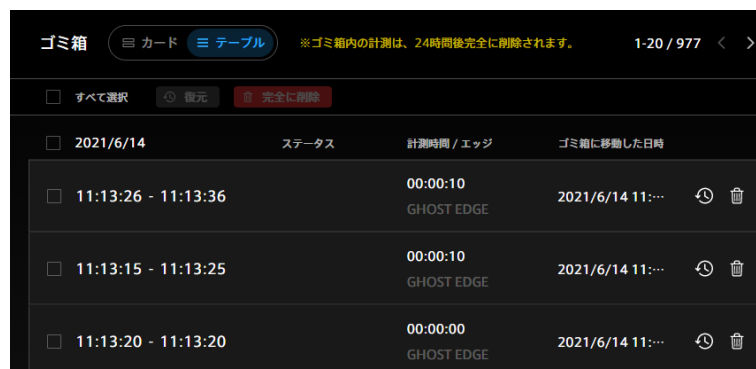 ゴミ箱 カード テーブル ※ゴミ箱内の計測は、24時間後完全に削除されます。 1-20 / 977
すべて選択 復元 完全に削除
2021/6/14 ステータス 計測時間 / エッジ ゴミ箱に移動した日時
11:13:26 - 11:13:36 00:00:10 2021/6/14 11:…
GHOST EDGE
11:13:15 - 11:13:25 00:00:10 2021/6/14 11:…
GHOST EDGE
11:13:20 - 11:13:20 00:00:00 2021/6/14 11:…
GHOST EDGE